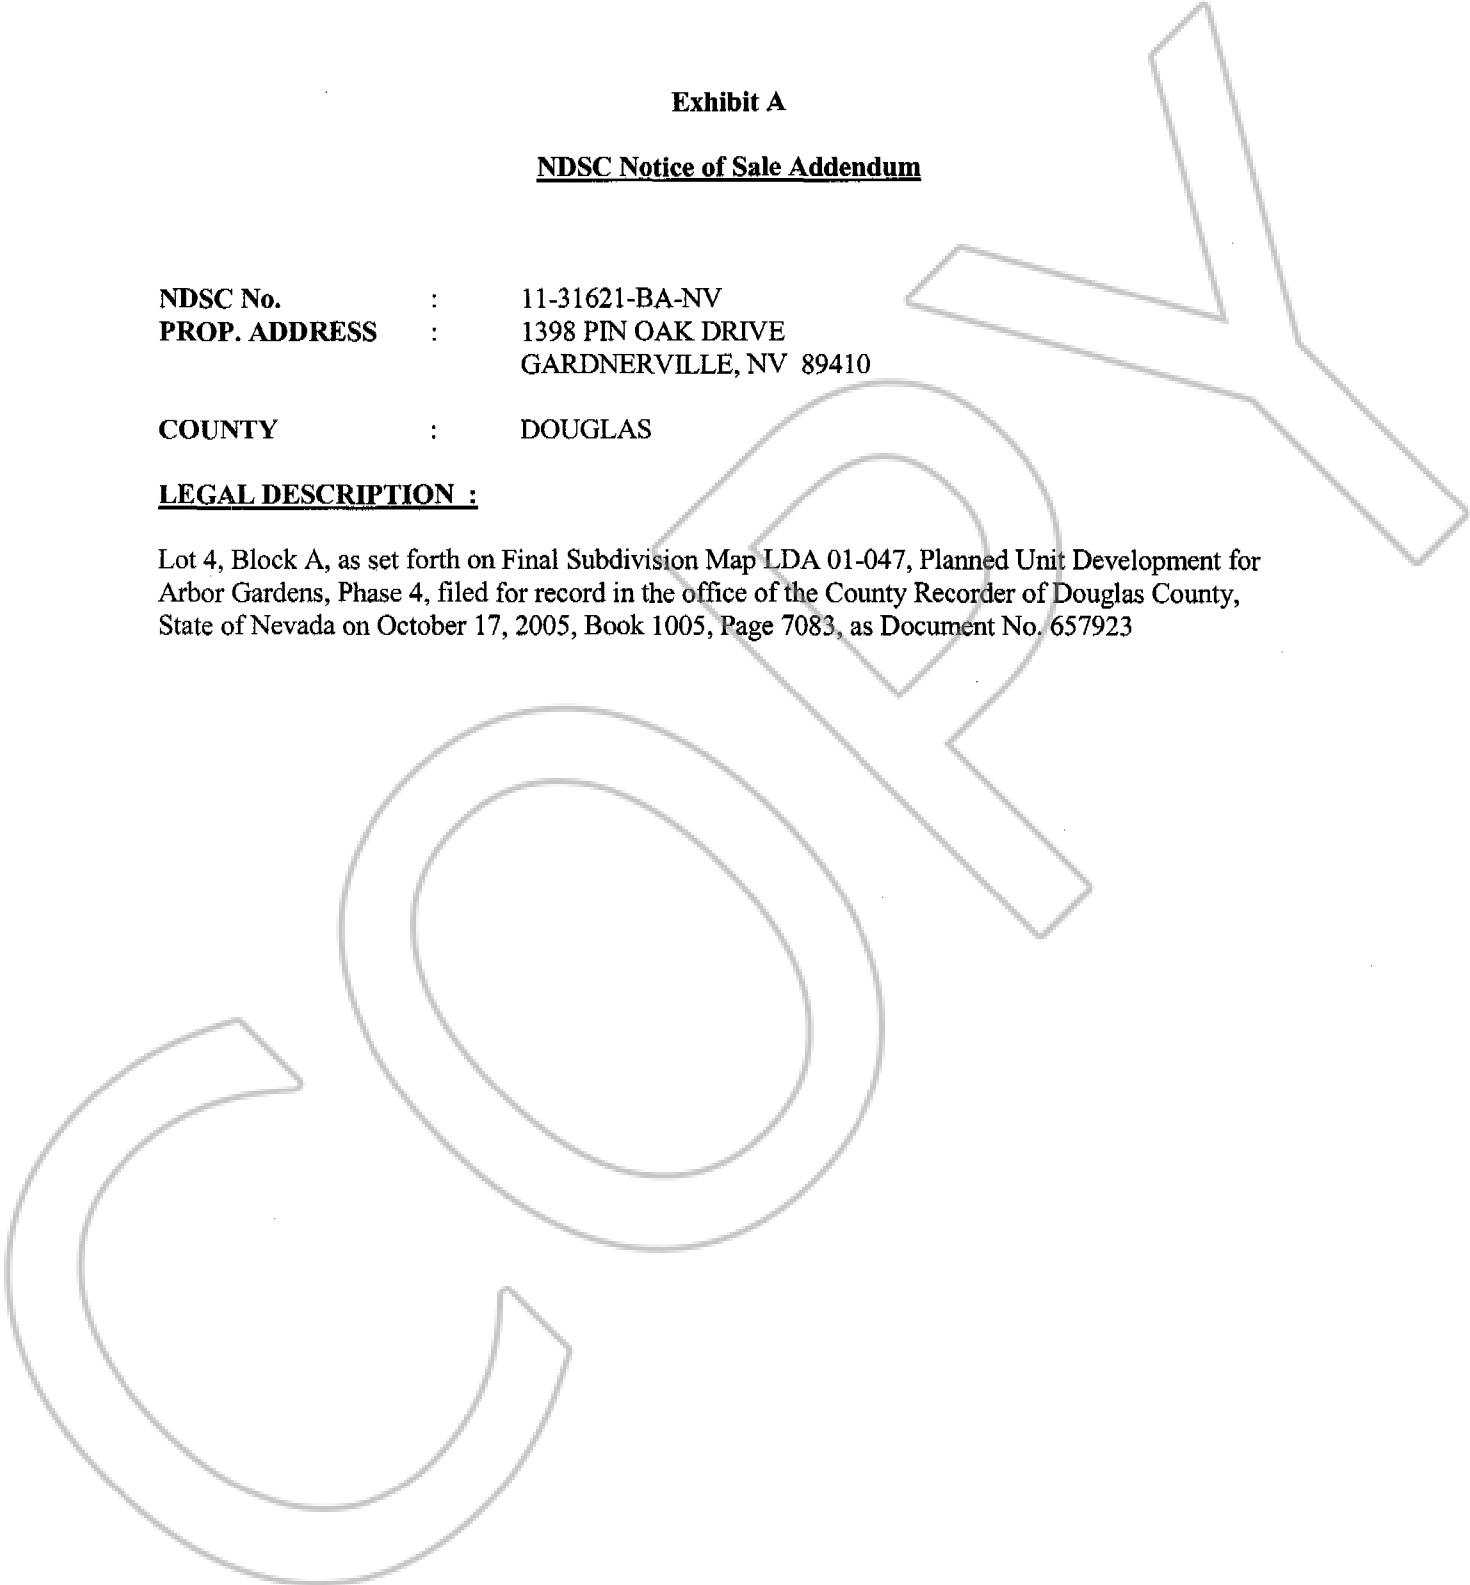 Exhibit A
NDSC Notice of Sale Addendum
NDSC No. : 11-31621-BA-NV
PROP. ADDRESS : 1398 PIN OAK DRIVE
GARDNERVILLE, NV 89410
COUNTY : DOUGLAS
LEGAL DESCRIPTION :
Lot 4, Block A, as set forth on Final Subdivision Map LDA 01-047, Planned Unit Development for
Arbor Gardens, Phase 4, filed for record in the office of the County Recorder of Douglas County,
State of Nevada on October 17, 2005, Book 1005, Page 7083, as Document No. 657923
COPY